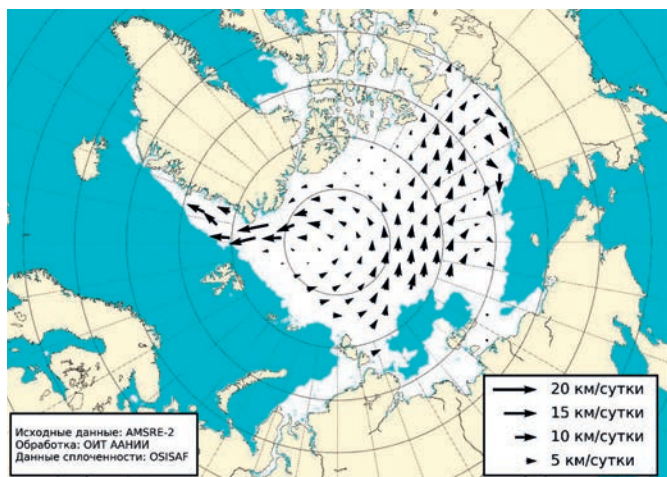 Исходные данные: AMSRE-2
Обработка: ОИТ ААНИИ
Данные сплоченности: OSISAF
20 км/сутки
15 км/сутки
10 км/сутки
5 км/сутки